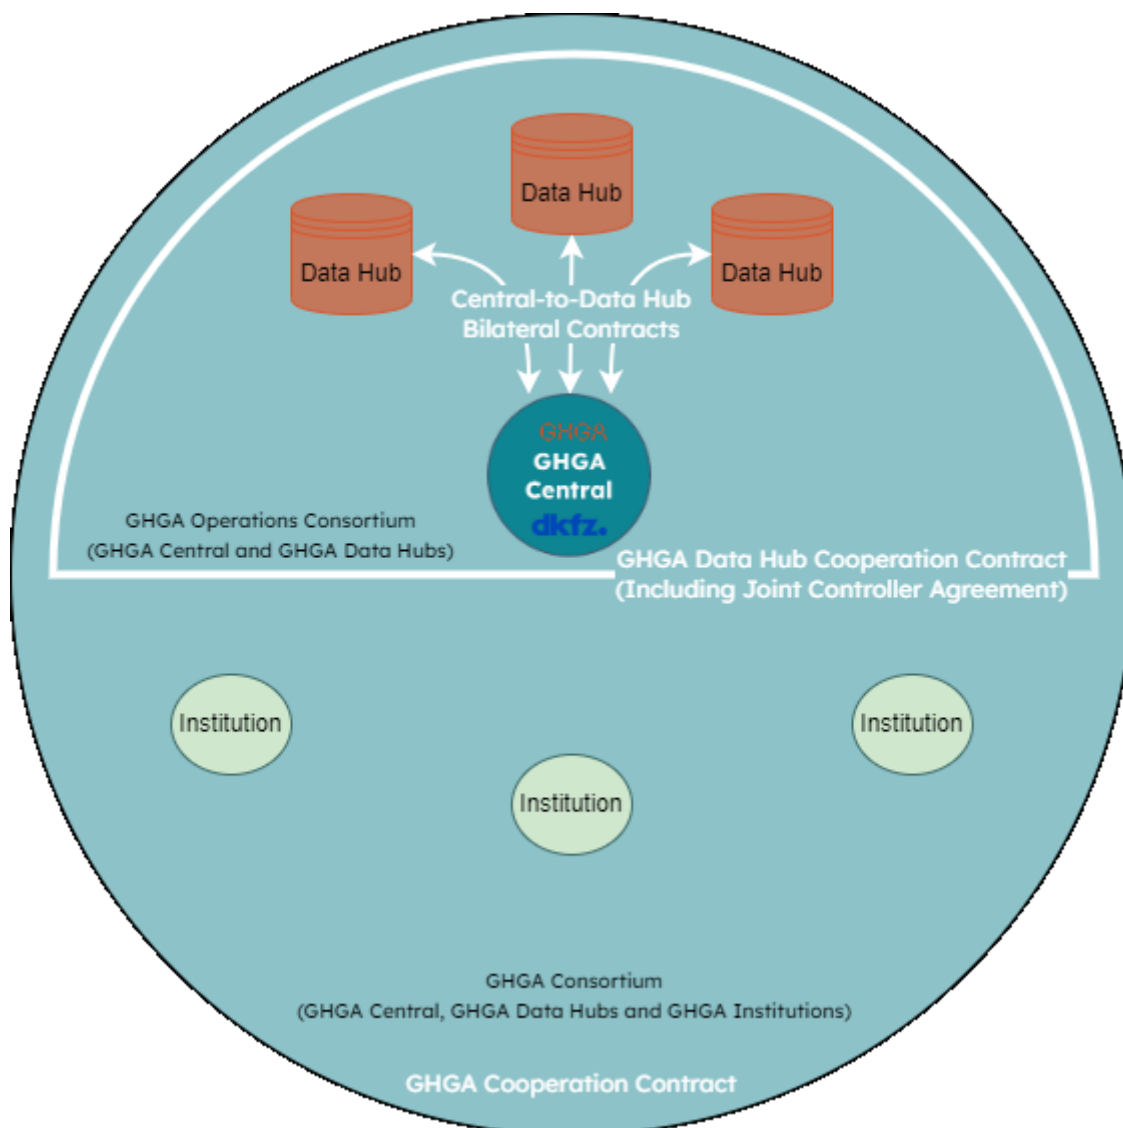 Data Hub
Data Hub
Data Hub
Central-to-Data Hub
Bilateral Contracts
GHGA
GHGA
Central
dkfz.
GHGA Operations Consortium
(GHGA Central and GHGA Data Hubs)
GHGA Data Hub Cooperation Contract
(Including Joint Controller Agreement)
Institution
Institution
Institution
GHGA Consortium
(GHGA Central, GHGA Data Hubs and GHGA Institutions)
GHGA Cooperation Contract